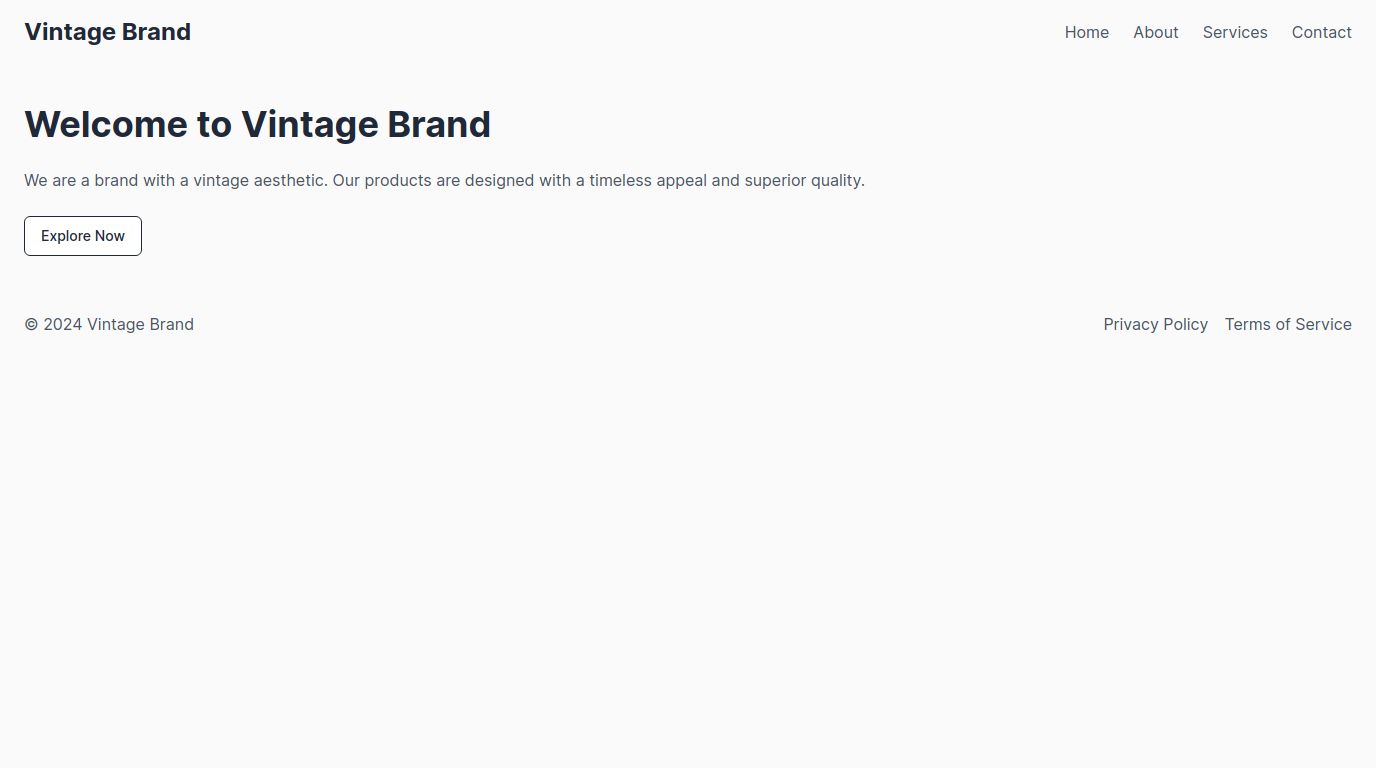 Vintage Brand
Home About Services Contact
Welcome to Vintage Brand
We are a brand with a vintage aesthetic. Our products are designed with a timeless appeal and superior quality.
Explore Now
© 2024 Vintage Brand
Privacy Policy Terms of Service